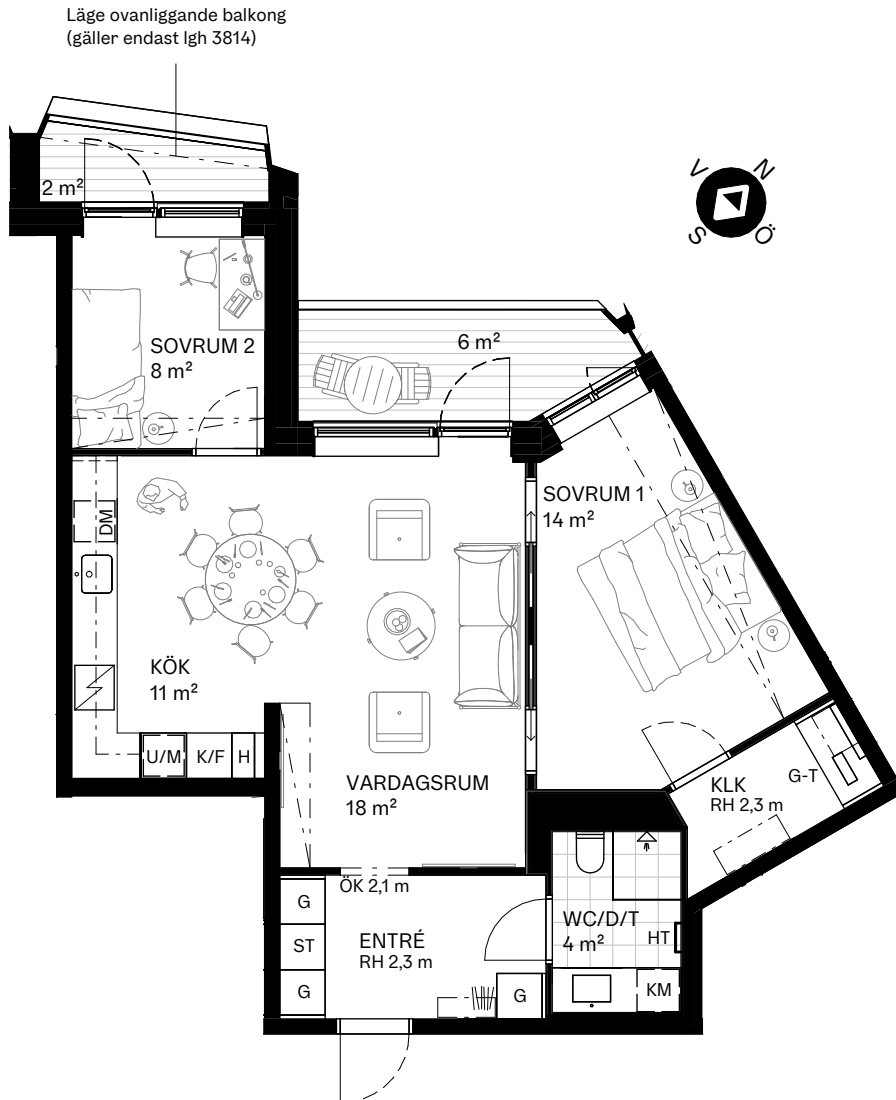 Läge ovanliggande balkong
(gäller endast lgh 3814)
V
N
S
Ö
2 m²
SOVRUM 2
8 m²
6 m²
SOVRUM 1
14 m²
DM
KÖK
11 m²
U/M
K/F
H
VARDAGSRUM
18 m²
KLK
RH 2,3 m
G-T
ÖK 2,1 m
G
ST
G
ENTRÉ
RH 2,3 m
G
WC/D/T
4 m²
HT
KM